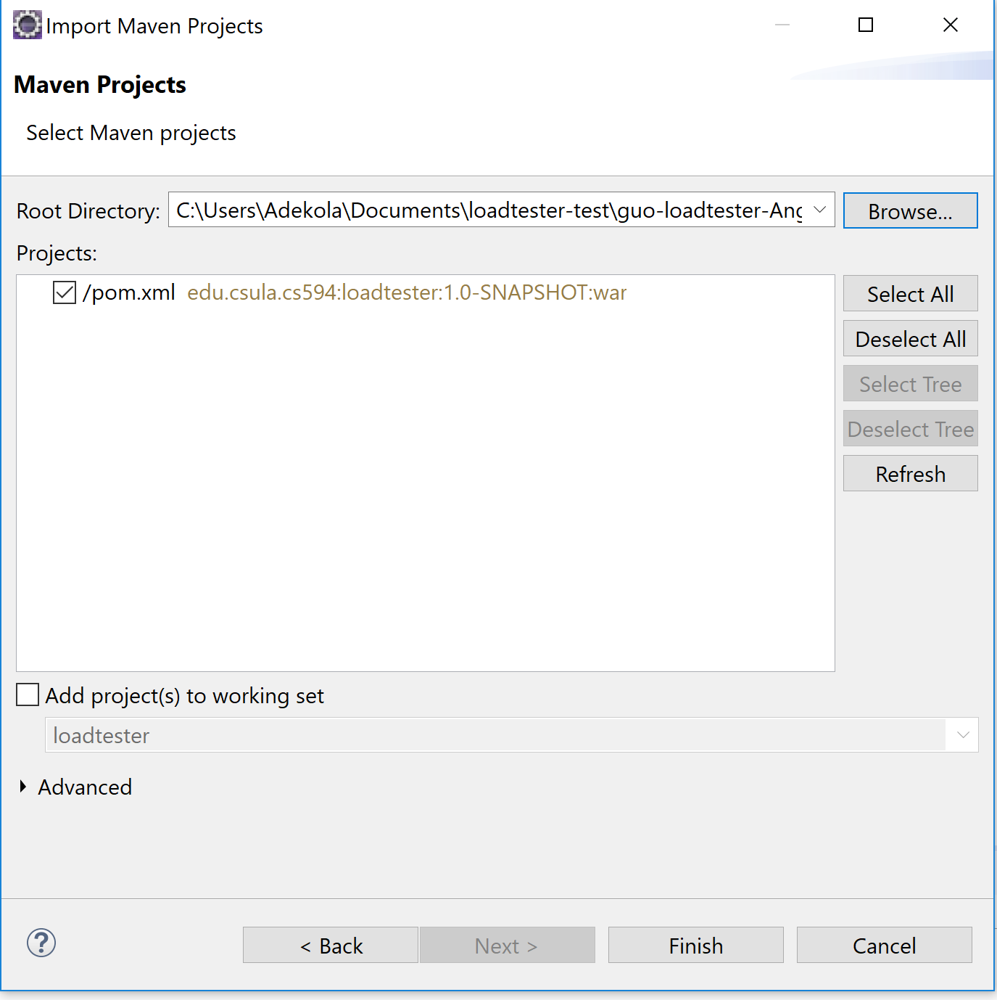 Import Maven Projects
Maven Projects
Select Maven projects
Root Directory: C:\Users\Adekola\Documents\loadtester-test\guo-loadtester-Ang Browse...
Projects:
/pom.xml edu.csula.cs594:loadtester:1.0-SNAPSHOT:war
Select All
Deselect All
Select Tree
Deselect Tree
Refresh
Add project(s) to working set
loadtester
Advanced
? < Back Next > Finish Cancel